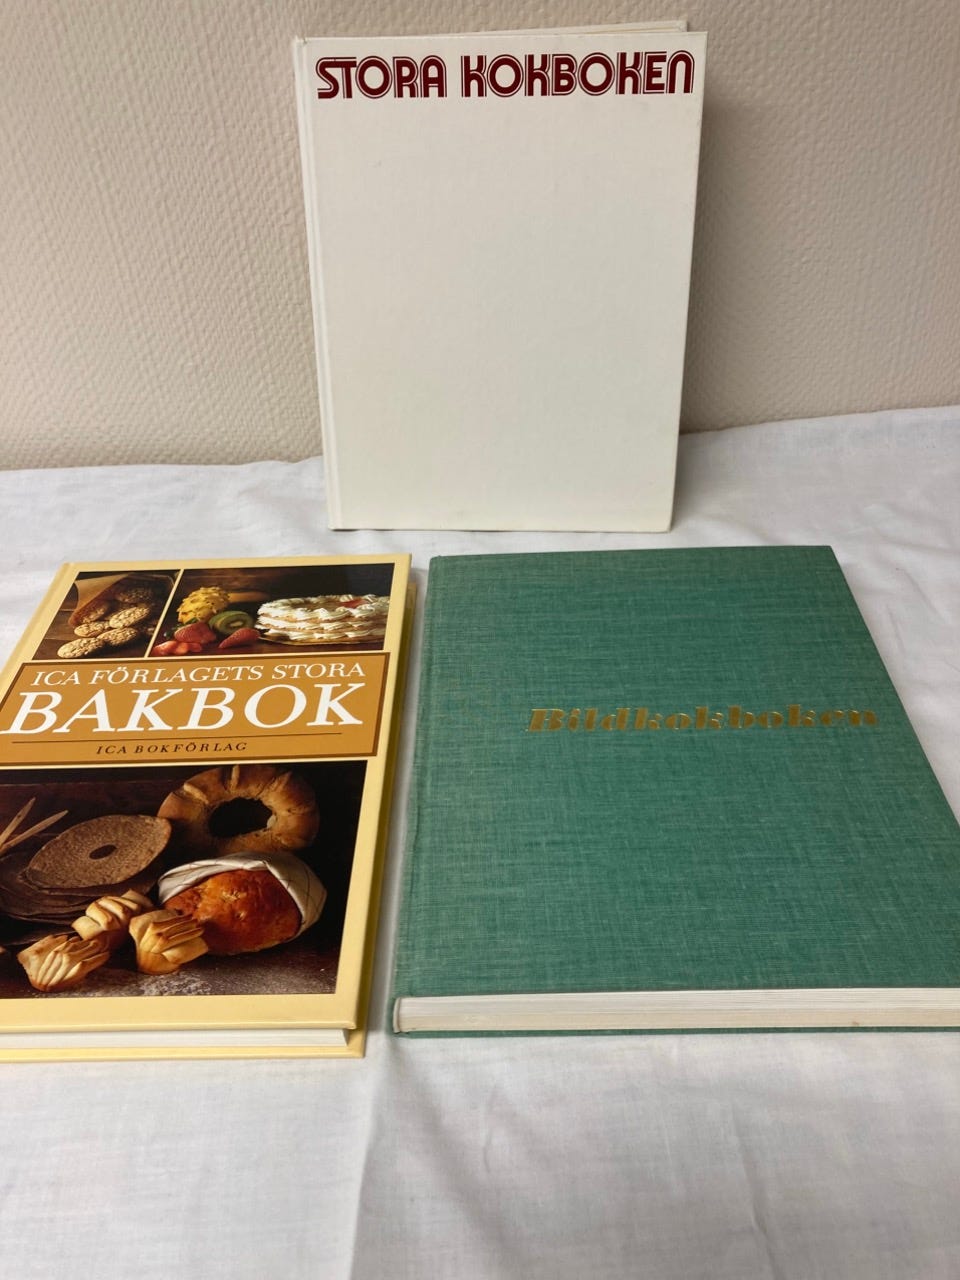 STORA KOKBOKEN
ICA FÖRLAGETS STORA
BAKBOK
ICA BOKFÖRLAG
Bildkokboken